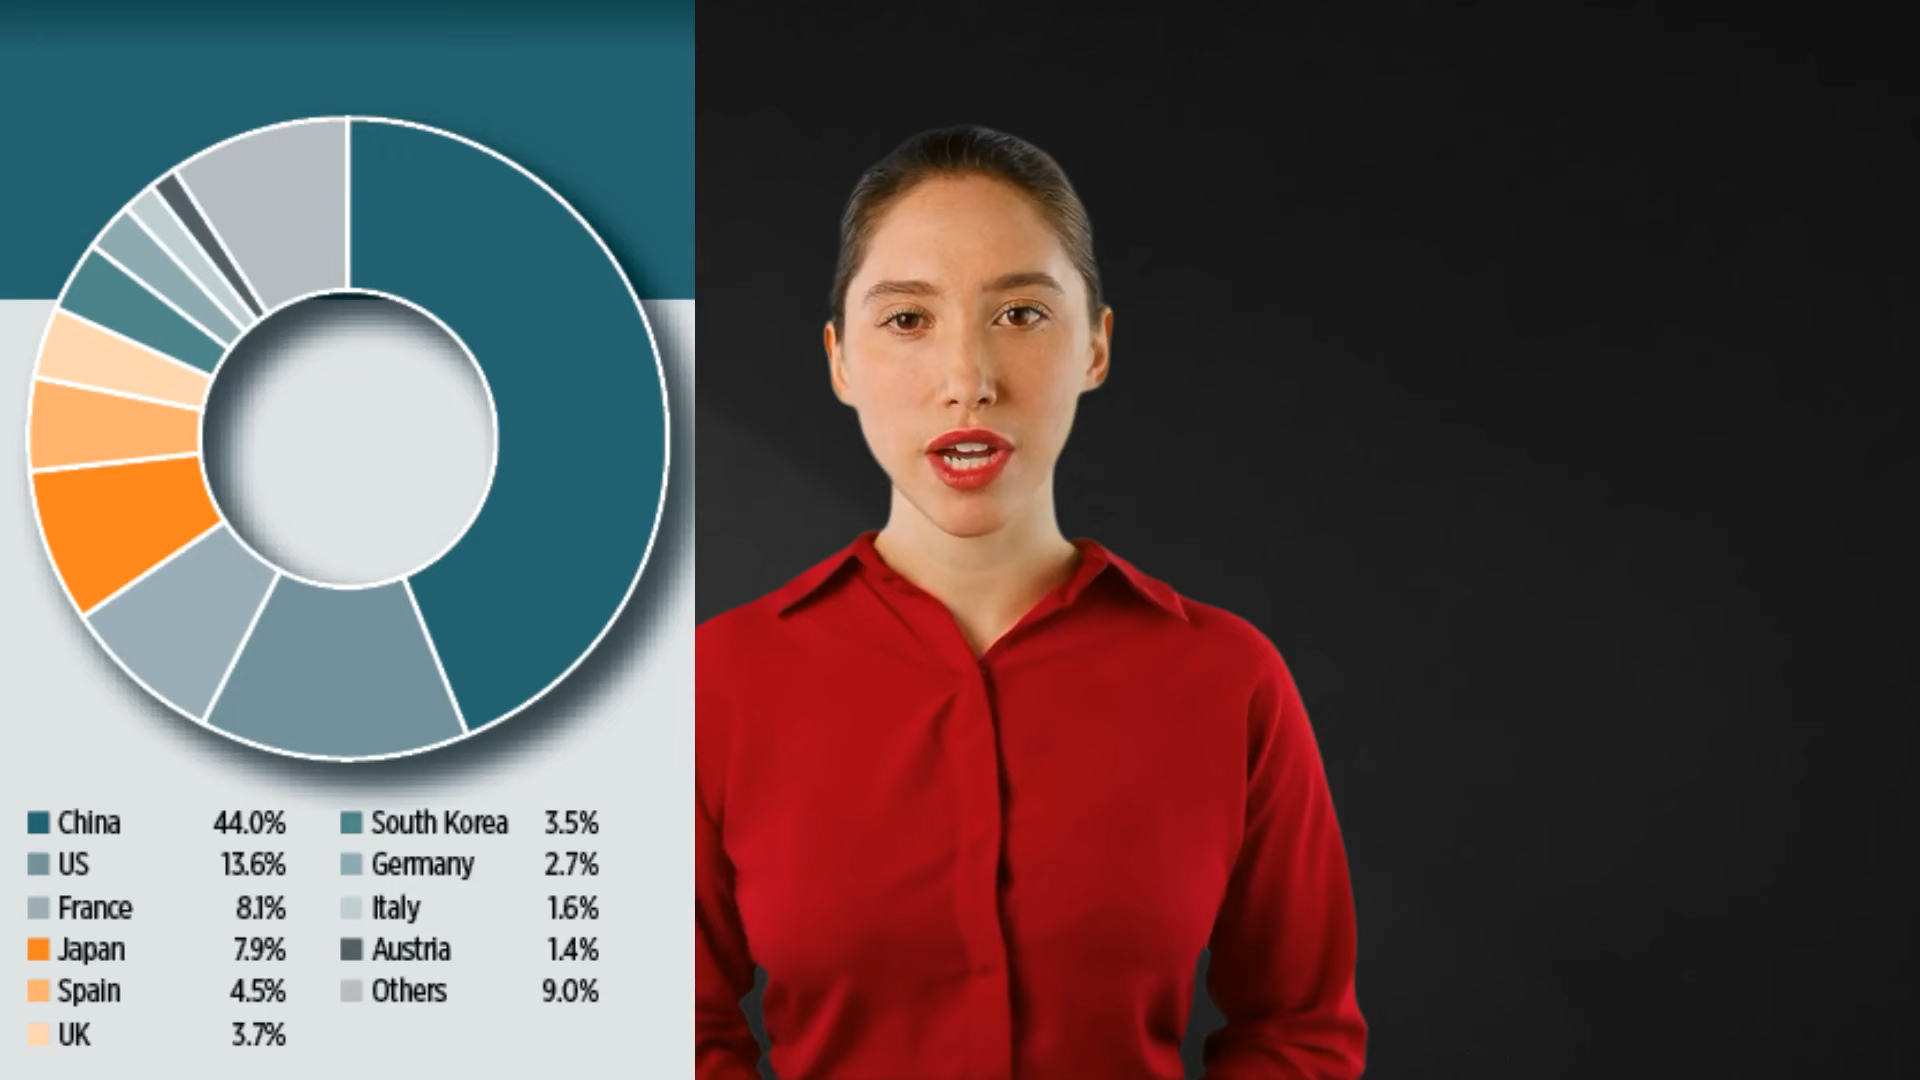 China 44.0%
US 13.6%
France 8.1%
Japan 7.9%
Spain 4.5%
UK 3.7%
South Korea 3.5%
Germany 2.7%
Italy 1.6%
Austria 1.4%
Others 9.0%